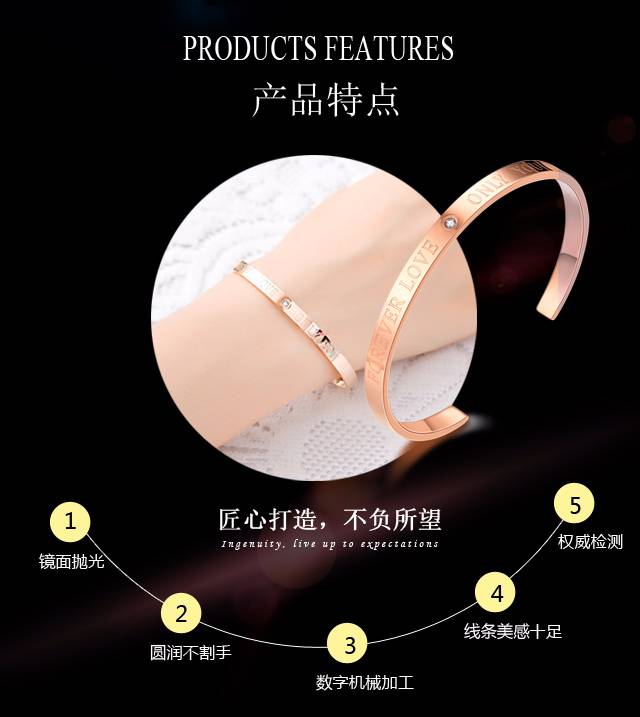 PRODUCTS FEATURES
产品特点
ONLY YOU
FOREVER LOVE
匠心打造，不负所望
Ingenuity, live up to expectations
1
镜面抛光
2
圆润不割手
3
数字机械加工
4
线条美感十足
5
权威检测